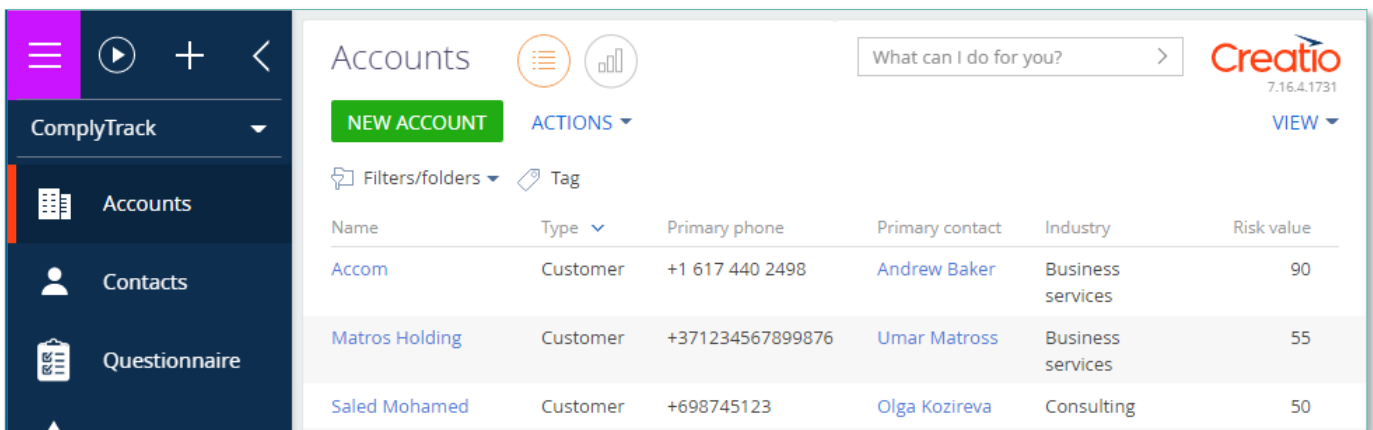 Accounts
What can I do for you?
Creatio
7.16.4.1731
ComplyTrack
NEW ACCOUNT
ACTIONS
VIEW
Filters/folders
Tag
Accounts
Contacts
Questionnaire
Name Type Primary phone Primary contact Industry Risk value
Accom Customer +1 617 440 2498 Andrew Baker Business 90
services
Matros Holding Customer +371234567899876 Umar Matross Business 55
services
Saled Mohamed Customer +698745123 Olga Kozireva Consulting 50